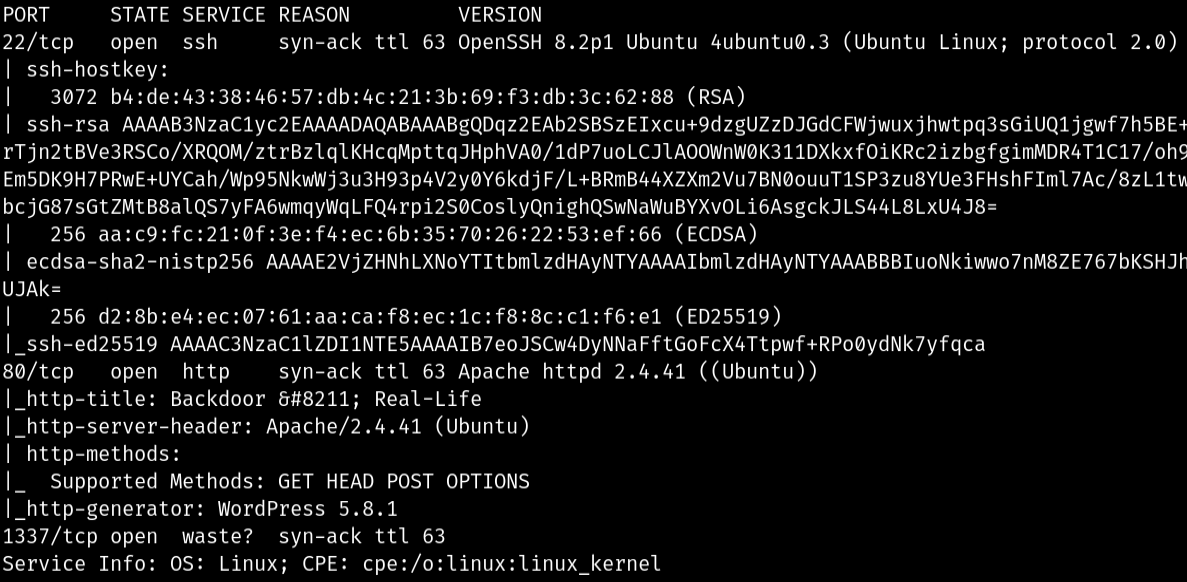 PORT     STATE SERVICE REASON         VERSION
22/tcp   open  ssh     syn-ack ttl 63 OpenSSH 8.2p1 Ubuntu 4ubuntu0.3 (Ubuntu Linux; protocol 2.0)
| ssh-hostkey:
|   3072 b4:de:43:38:46:57:db:4c:21:3b:69:f3:db:3c:62:88 (RSA)
| ssh-rsa AAAAB3NzaC1yc2EAAAADAQABAAABgQDqz2EAb2SBSzEIxcu+9dzgUZzDJGdCFWjwuxjhwtpq3sGiUQ1jgwf7h5BE+
rTjn2tBVe3RSCo/XRQOM/ztrBzlqlKHcqMpttqJHphVA0/1dP7uoLCJlAOOWnW0K311DXkxfOiKRc2izbgfgimMDR4T1C17/oh9
Em5DK9H7PRwE+UYCah/Wp95NkwWj3u3H93p4V2y0Y6kdjF/L+BRmB44XZXm2Vu7BN0ouuT1SP3zu8YUe3FHshFIml7Ac/8zL1tw
bcjG87sGtZMtB8alQS7yFA6wmqyWqLFQ4rpi2S0CoslyQnighQSwNaWuBYXvOLi6AsgckJLS44L8LxU4J8=
|   256 aa:c9:fc:21:0f:3e:f4:ec:6b:35:70:26:22:53:ef:66 (ECDSA)
| ecdsa-sha2-nistp256 AAAAE2VjZHNhLXNoYTItbmlzdHAyNTYAAAAIbmlzdHAyNTYAAABBBIuoNkiwwo7nM8ZE767bKSHJh
UJAk=
|   256 d2:8b:e4:ec:07:61:aa:ca:f8:ec:1c:f8:8c:c1:f6:e1 (ED25519)
|_ssh-ed25519 AAAAC3NzaC1lZDI1NTE5AAAAIB7eoJSCw4DyNNaFftGoFcX4Ttpwf+RPo0ydNk7yfqca
80/tcp   open  http    syn-ack ttl 63 Apache httpd 2.4.41 ((Ubuntu))
|_http-title: Backdoor &#8211; Real-Life
|_http-server-header: Apache/2.4.41 (Ubuntu)
| http-methods:
|_  Supported Methods: GET HEAD POST OPTIONS
|_http-generator: WordPress 5.8.1
1337/tcp open  waste?  syn-ack ttl 63
Service Info: OS: Linux; CPE: cpe:/o:linux:linux_kernel